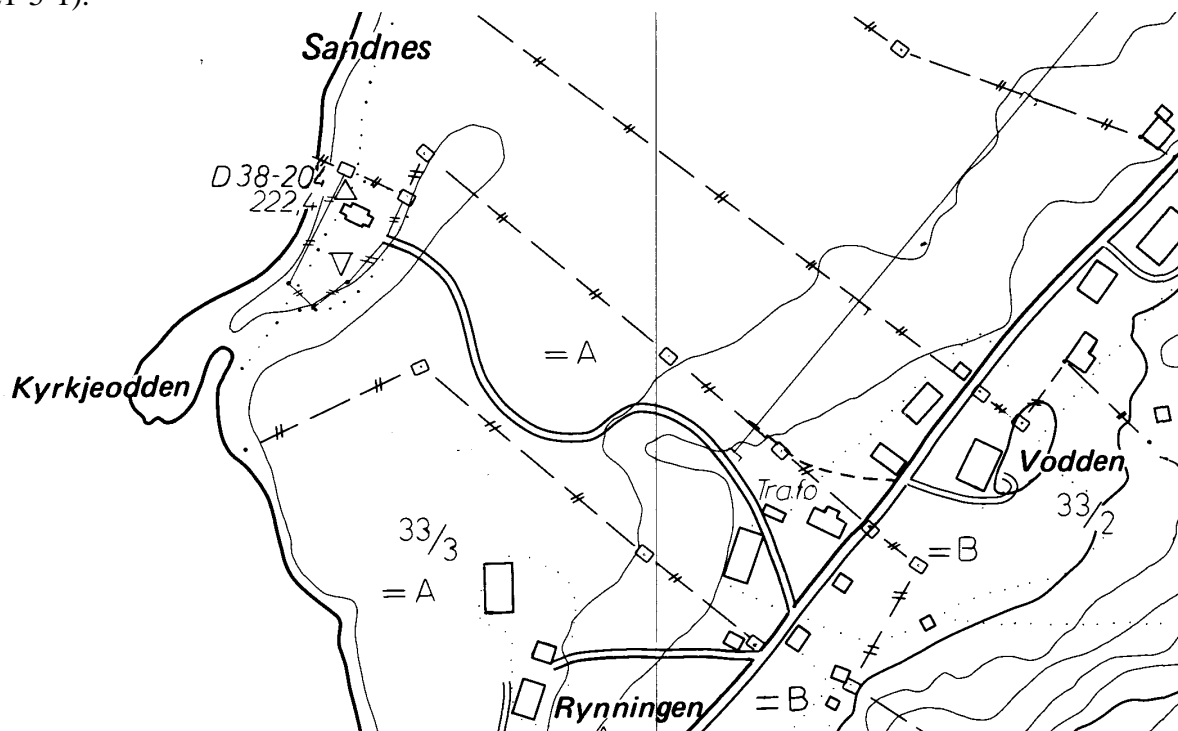 Sandnes
D 38-204
222,4
= A
Kyrkjeodden
Vodden
Trafo
33/2
33/3
= B
= A
Rynningen
= B